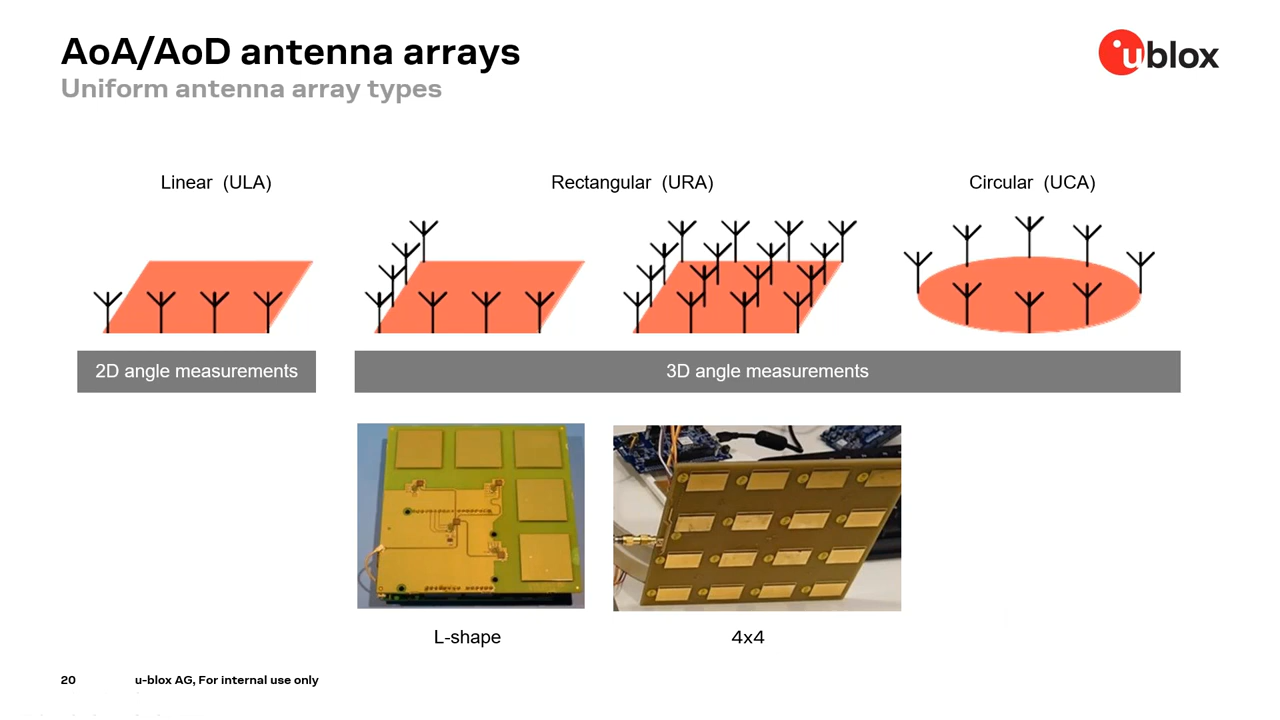 AoA/AoD antenna arrays
Uniform antenna array types
ublox
Linear (ULA)
Rectangular (URA)
Circular (UCA)
2D angle measurements
3D angle measurements
L-shape
4x4
20
u-blox AG, For internal use only